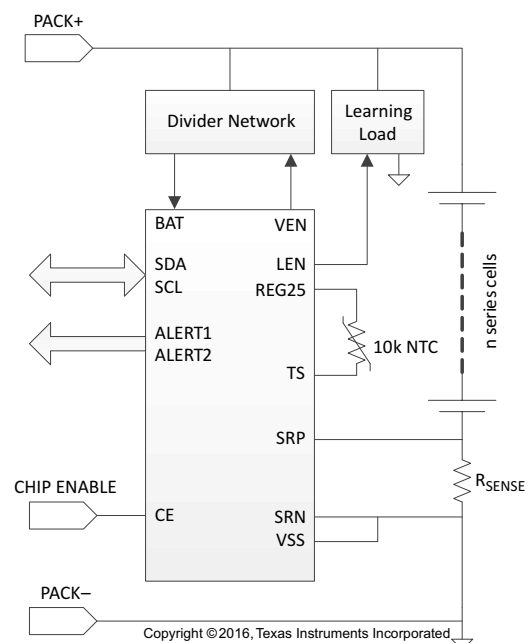 PACK+
Divider Network
Learning
Load
BAT
VEN
SDA
LEN
SCL
REG25
ALERT1
ALERT2
10k NTC
TS
n series cells
SRP
RSENSE
CHIP ENABLE
CE
SRN
VSS
PACK–
Copyright © 2016, Texas Instruments Incorporated